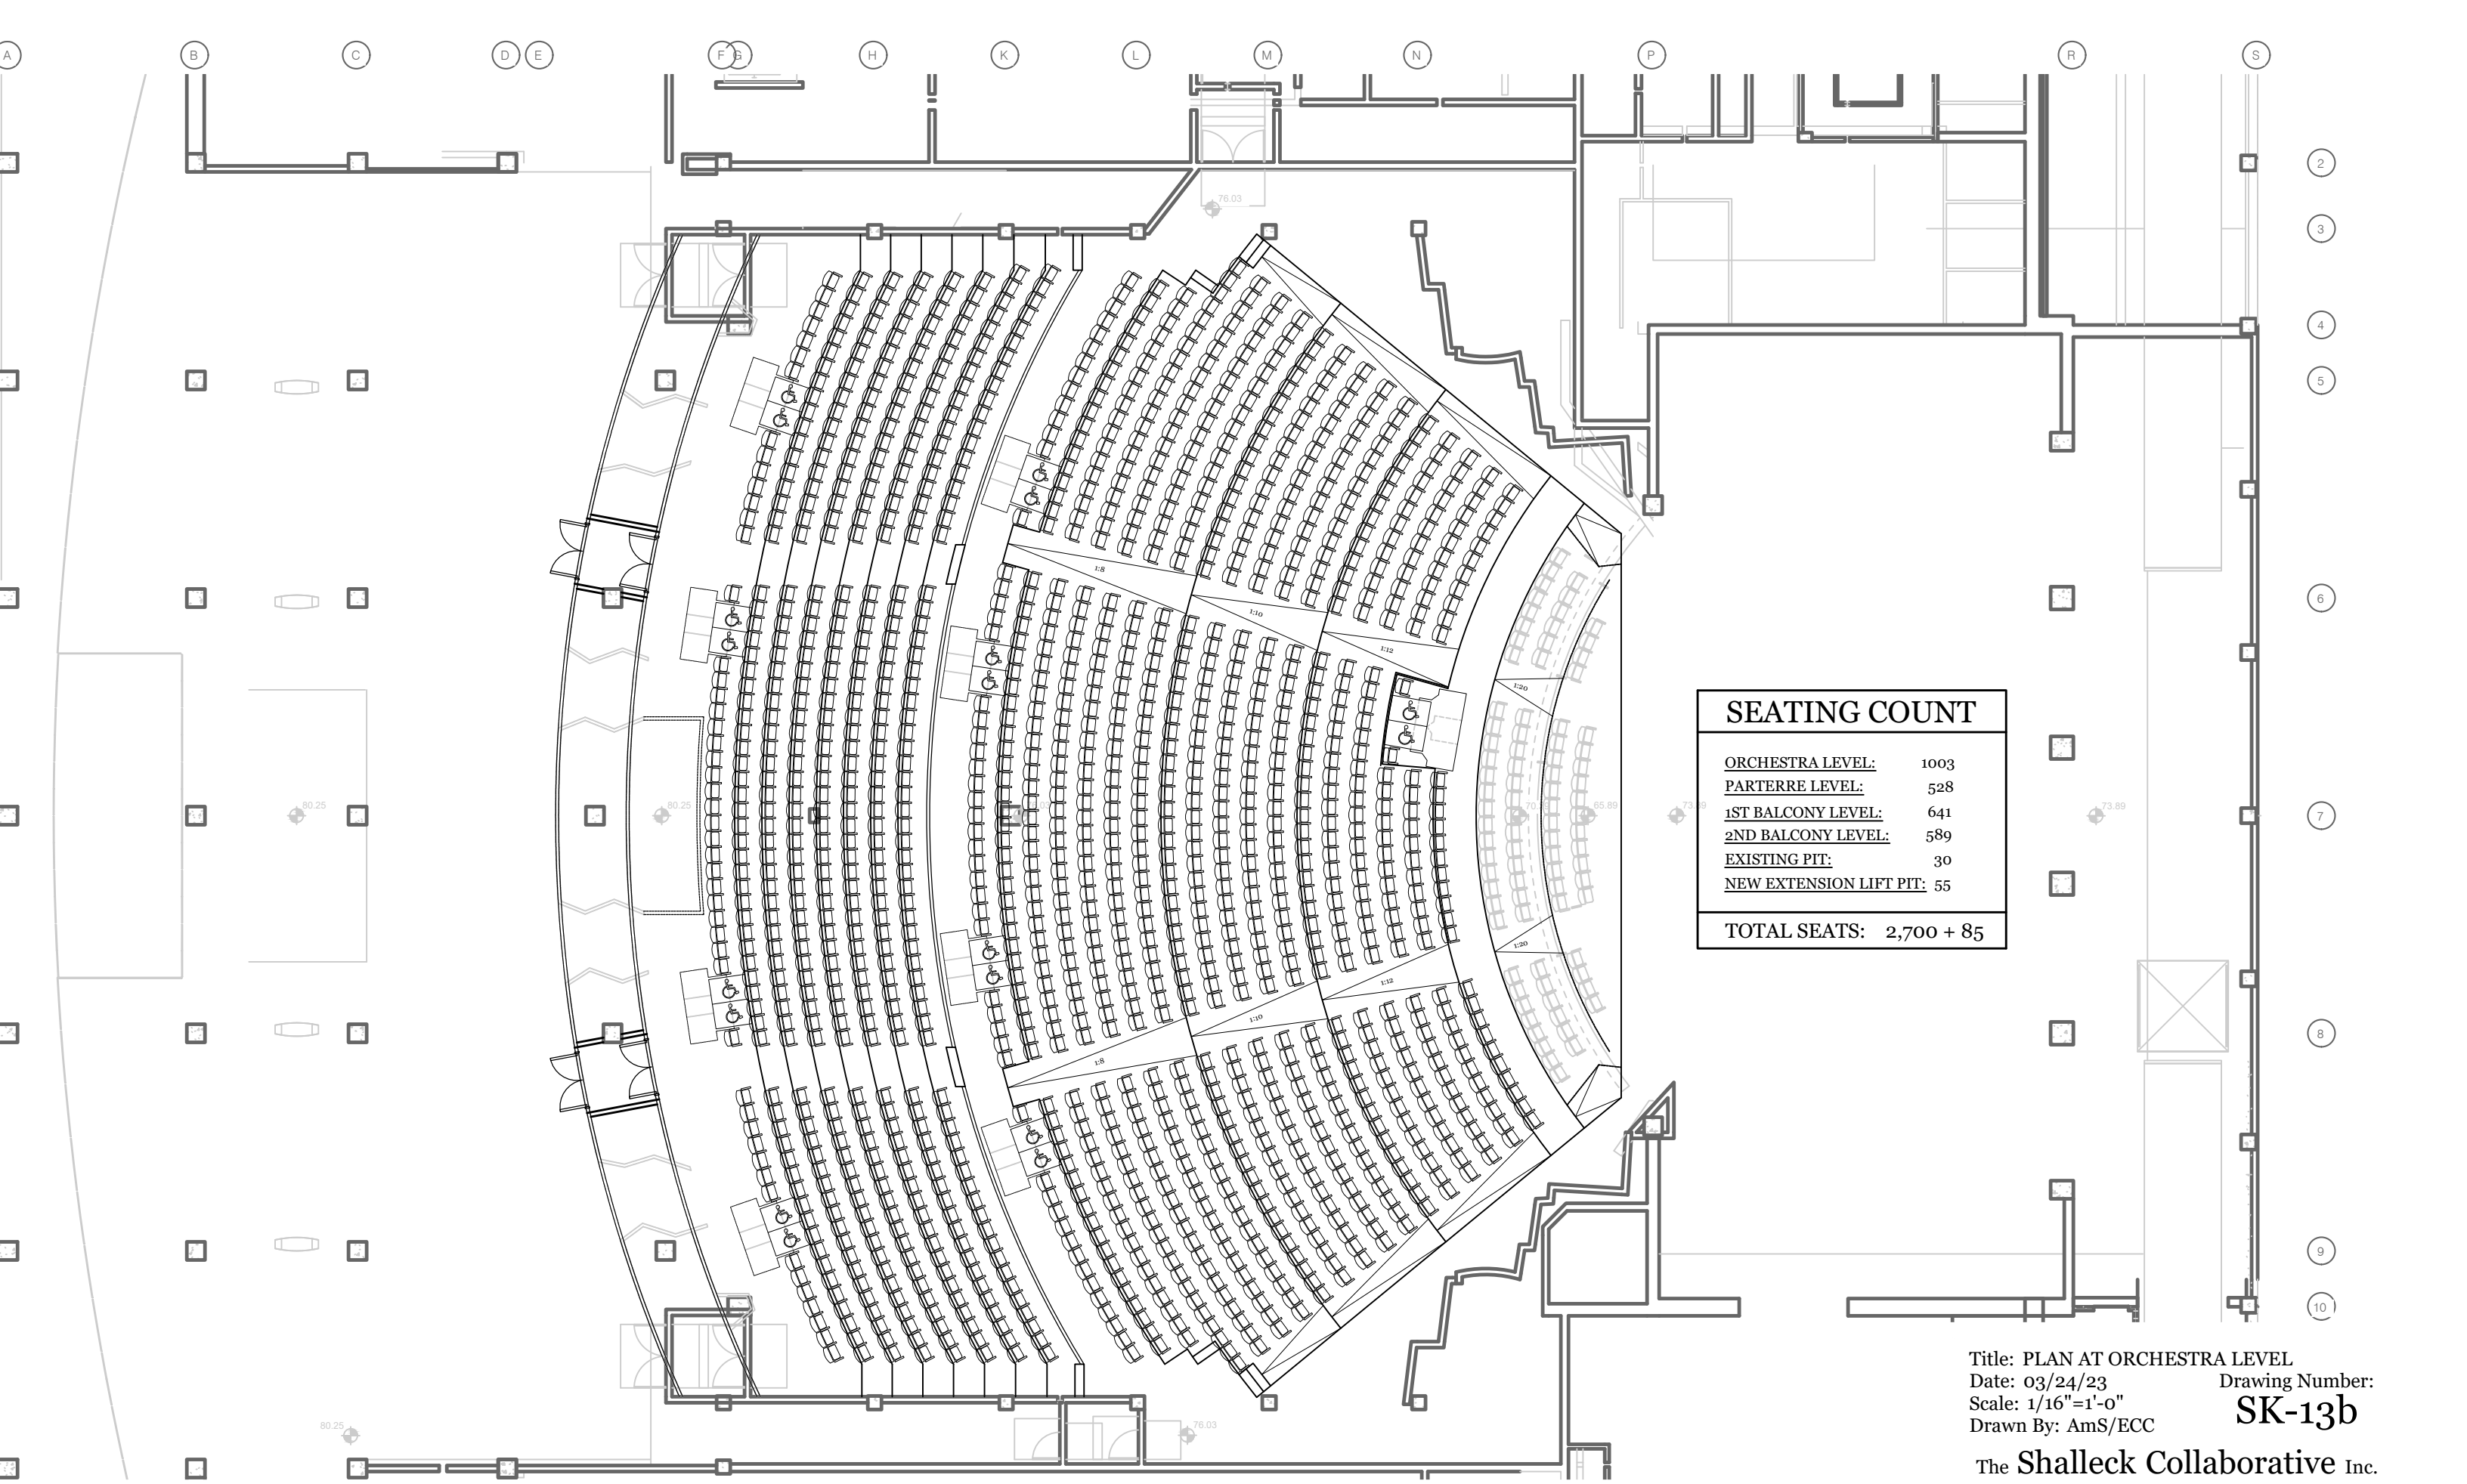 A B C D E F G H K L M N P R S
2
76.03
3
4
5
1:8
6
1:10
1:12
1:20
SEATING COUNT
ORCHESTRA LEVEL: 1003
PARTERRE LEVEL: 528
1ST BALCONY LEVEL: 641
2ND BALCONY LEVEL: 589
EXISTING PIT: 30
NEW EXTENSION LIFT PIT: 55
TOTAL SEATS: 2,700 + 85
80.25 80.25 65.89 73.89 7
1:20
1:12
1:10
8
1:8
9
10
80.25 76.03
Title: PLAN AT ORCHESTRA LEVEL
Date: 03/24/23 Drawing Number:
Scale: 1/16"=1'-0" SK-13b
Drawn By: AmS/ECC
The Shalleck Collaborative Inc.